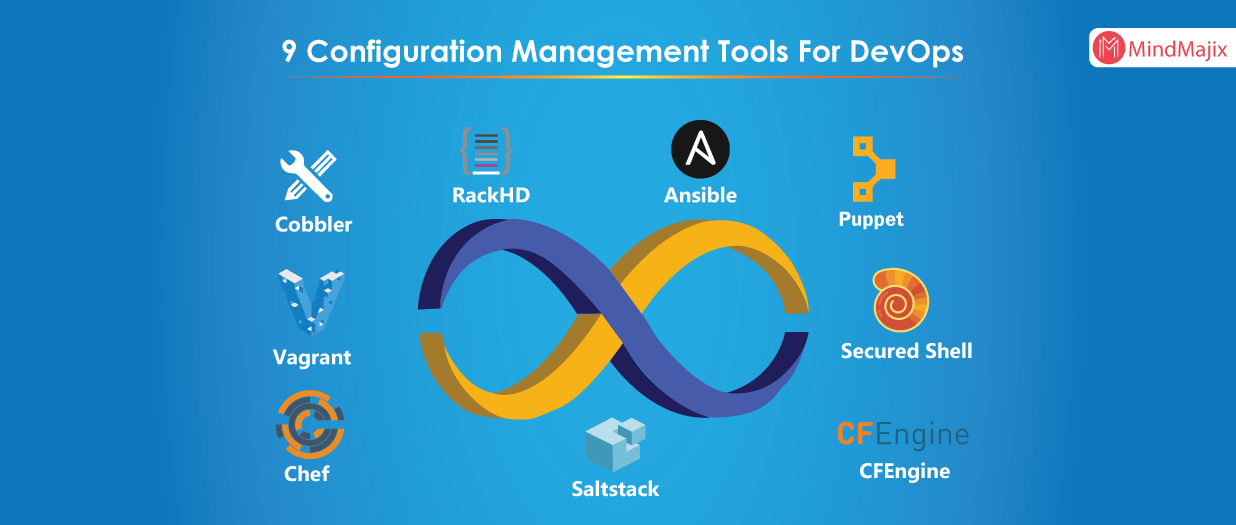 9 Configuration Management Tools For DevOps
MindMajix
RackHD
Ansible
Cobbler
Puppet
Vagrant
Secured Shell
CFEngine
CFEngine
Chef
Saltstack